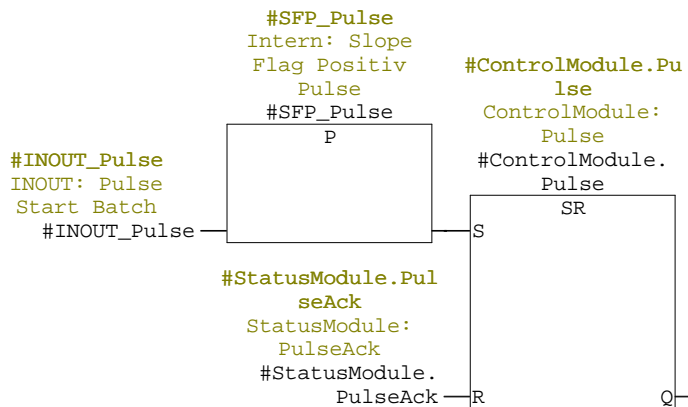 #SFP_Pulse
Intern: Slope
Flag Positiv
Pulse
#SFP_Pulse
P
#INOUT_Pulse
INOUT: Pulse
Start Batch
#INOUT_Pulse
#ControlModule.Pu
lse
ControlModule:
Pulse
#ControlModule.
Pulse
SR
S
#StatusModule.Pul
seAck
StatusModule:
PulseAck
#StatusModule.
PulseAck
R
Q